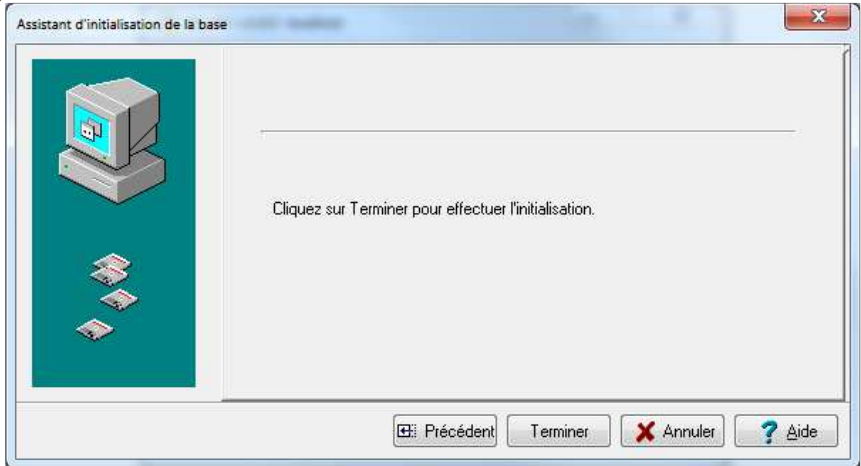 Assistant d'initialisation de la base
Cliquez sur Terminer pour effectuer l'initialisation.
Précédent Terminer Annuler Aide